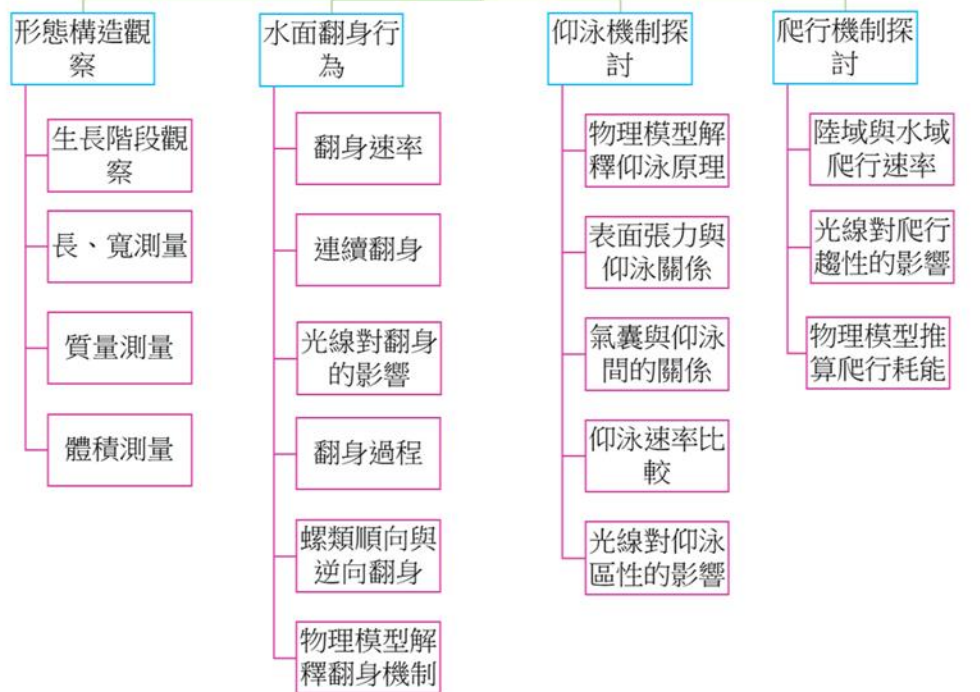 形態構造觀
察
生長階段觀
察
長、寬測量
質量測量
體積測量
水面翻身行
為
翻身速率
連續翻身
光線對翻身
的影響
翻身過程
螺類順向與
逆向翻身
物理模型解
釋翻身機制
仰泳機制探
討
物理模型解
釋仰泳原理
表面張力與
仰泳關係
氣囊與仰泳
間的關係
仰泳速率比
較
光線對仰泳
區性的影響
爬行機制探
討
陸域與水域
爬行速率
光線對爬行
趨性的影響
物理模型推
算爬行耗能